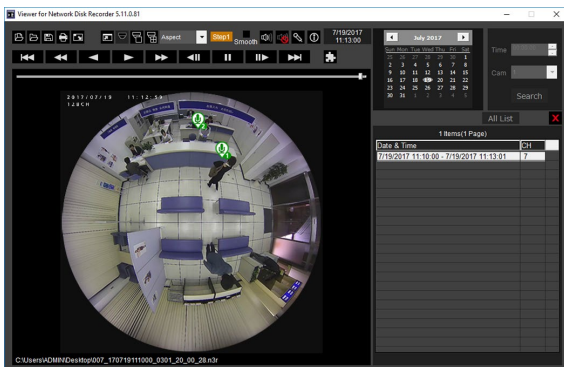 Viewer for Network Disk Recorder 5.11.0.81
Aspect
Step1
Smooth
7/19/2017
11:13:00
July 2017
Sun Mon Tue Wed Thu Fri Sat
25 26 27 28 29 30 1
2 3 4 5 6 7 8
9 10 11 12 13 14 15
16 17 18 19 20 21 22
23 24 25 26 27 28 29
30 31 1 2 3 4 5
Time
Cam
Search
All List
X
1 Items(1 Page)
Date & Time CH
7/19/2017 11:10:00 - 7/19/2017 11:13:01 7
2017/07/19 11:12:59
128CH
2
1
C:\Users\ADMIN\Desktop\007_170719111000_0301_20_00_28.n3r